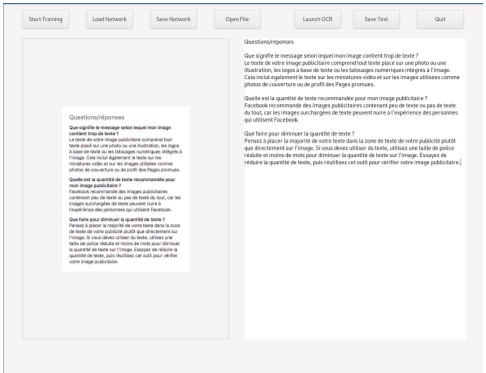 Start Training
Load Network
Save Network
Open File
Launch OCR
Save Text
Quit
Questions/réponses
Que signifie le message selon lequel mon image
contient trop de texte ?
Le texte de votre image publicitaire comprend tout
texte placé sur une photo ou une illustration, les logos
à base de texte ou les tatouages numériques intégrés à
l'image. Cela inclut également le texte sur les
miniatures vidéo et sur les images utilisées comme
photos de couverture ou de profil des Pages promues.
Quelle est la quantité de texte recommandée pour
mon image publicitaire ?
Facebook recommande des images publicitaires
contenant peu de texte ou pas de texte du tout, car les
images surchargées de texte peuvent nuire à
l'expérience des personnes qui utilisent Facebook.
Que faire pour diminuer la quantité de texte ?
Pensez à placer la majorité de votre texte dans la zone
de texte de votre publicité plutôt que directement sur
l'image. Si vous devez utiliser du texte, utilisez une
taille de police réduite et moins de mots pour diminuer
la quantité de texte sur l'image. Essayez de réduire la
quantité de texte, puis réutilisez cet outil pour vérifier
votre image publicitaire.
Questions/réponses
Que signifie le message selon lequel mon image contient trop de texte ?
Le texte de votre image publicitaire comprend tout texte placé sur une photo ou une
illustration, les logos à base de texte ou les tatouages numériques intégrés à l'image.
Cela inclut également le texte sur les miniatures vidéo et sur les images utilisées comme
photos de couverture ou de profil des Pages promues.
Quelle est la quantité de texte recommandée pour mon image publicitaire ?
Facebook recommande des images publicitaires contenant peu de texte ou pas de texte
du tout, car les images surchargées de texte peuvent nuire à l'expérience des personnes
qui utilisent Facebook.
Que faire pour diminuer la quantité de texte ?
Pensez à placer la majorité de votre texte dans la zone de texte de votre publicité plutôt
que directement sur l'image. Si vous devez utiliser du texte, utilisez une taille de police
réduite et moins de mots pour diminuer la quantité de texte sur l'image. Essayez de
réduire la quantité de texte, puis réutilisez cet outil pour vérifier votre image publicitaire.